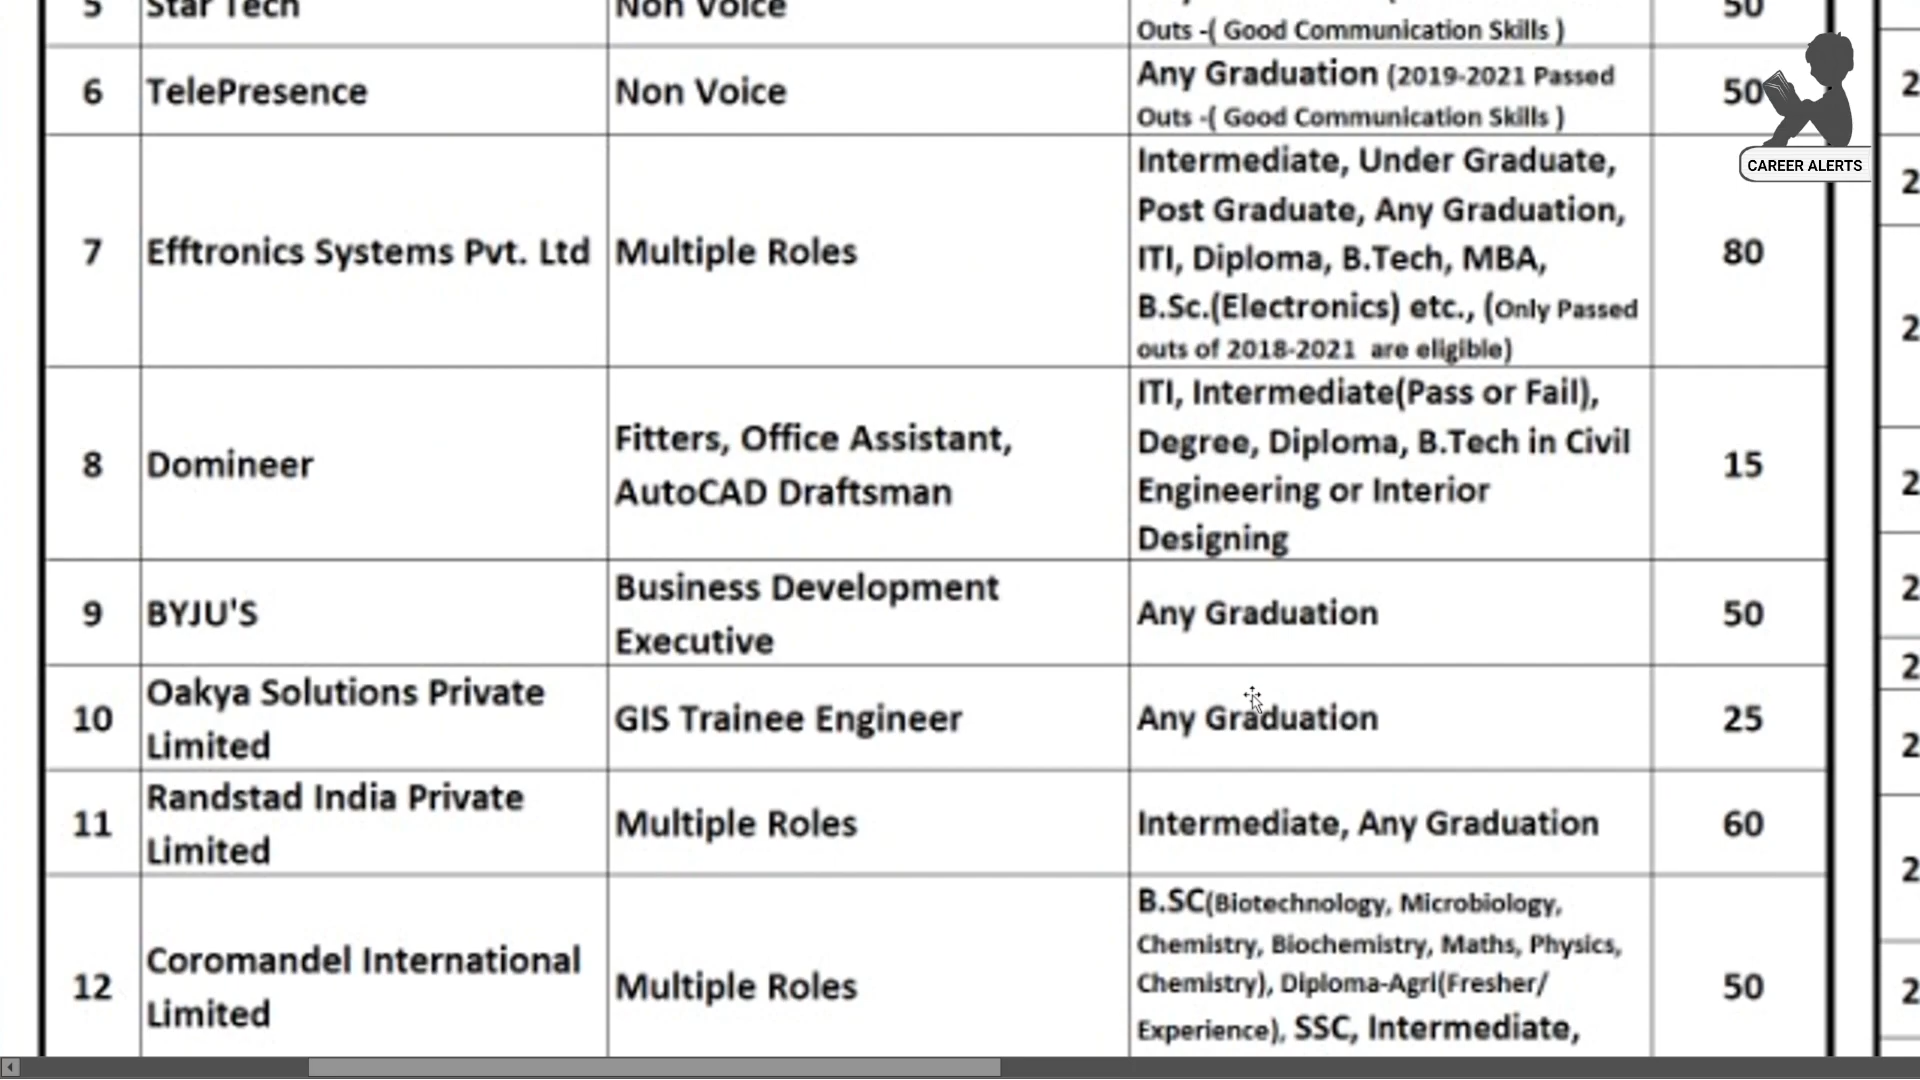 5 Star Tech Non Voice 50
Outs -( Good Communication Skills )
6 TelePresence Non Voice Any Graduation (2019-2021 Passed 50
Outs -( Good Communication Skills )
CAREER ALERTS
Intermediate, Under Graduate,
Post Graduate, Any Graduation,
7 Efftronics Systems Pvt. Ltd Multiple Roles ITI, Diploma, B.Tech, MBA, 80
B.Sc.(Electronics) etc., (Only Passed
outs of 2018-2021 are eligible)
ITI, Intermediate(Pass or Fail),
Fitters, Office Assistant, Degree, Diploma, B.Tech in Civil
8 Domineer 15
AutoCAD Draftsman Engineering or Interior
Designing
Business Development
9 BYJU'S Any Graduation 50
Executive
Oakya Solutions Private
10 GIS Trainee Engineer Any Graduation 25
Limited
Randstad India Private
11 Multiple Roles Intermediate, Any Graduation 60
Limited
B.SC(Biotechnology, Microbiology,
Coromandel International Chemistry, Biochemistry, Maths, Physics,
12 Multiple Roles Chemistry), Diploma-Agri(Fresher/ 50
Limited Experience), SSC, Intermediate,